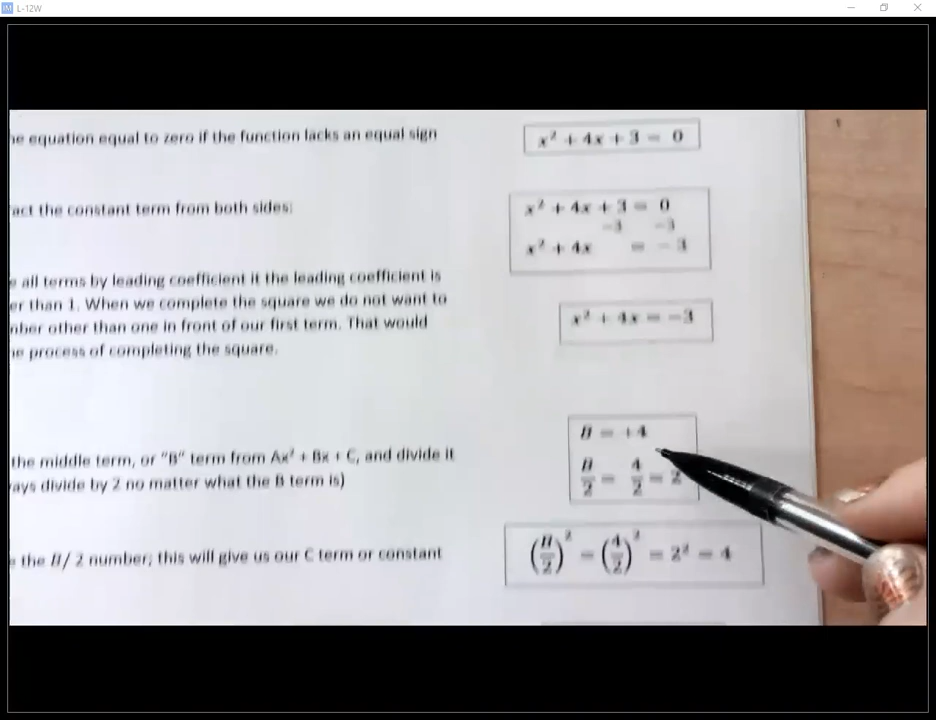 L-12W
he equation equal to zero if the function lacks an equal sign
x² + 4x + 3 = 0
act the constant term from both sides:
x² + 4x + 3 = 0
-3 -3
x² + 4x = -3
e all terms by leading coefficient it the leading coefficient is
er than 1. When we complete the square we do not want to
nber other than one in front of our first term. That would
he process of completing the square.
x² + 4x = -3
B = +4
the middle term, or "B" term from Ax² + Bx + C, and divide it
B/2 = 4/2 = 2
ays divide by 2 no matter what the B term is)
e the B/2 number; this will give us our C term or constant
(B/2)² = (4/2)² = 2² = 4